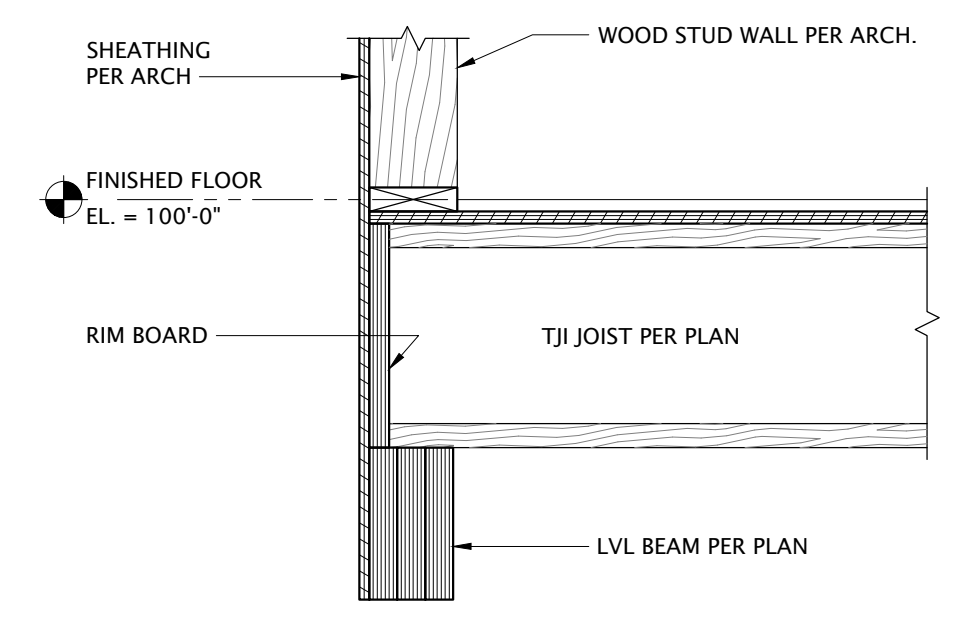 SHEATHING
PER ARCH
WOOD STUD WALL PER ARCH.
FINISHED FLOOR
EL. = 100'-0"
RIM BOARD
TJI JOIST PER PLAN
LVL BEAM PER PLAN